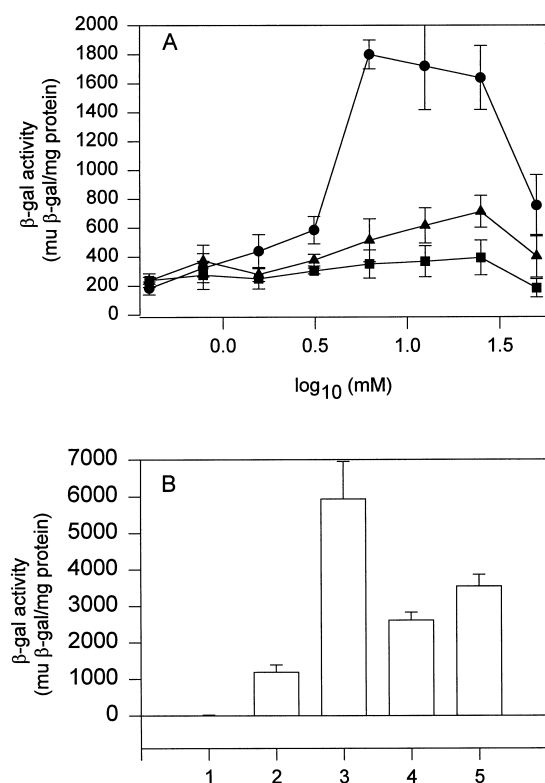 A
2000
1800
1600
1400
1200
1000
800
600
400
200
0
β-gal activity
(mu β-gal/mg protein)
0.0 0.5 1.0 1.5
log10 (mM)
B
7000
6000
5000
4000
3000
2000
1000
0
β-gal activity
(mu β-gal/mg protein)
1 2 3 4 5